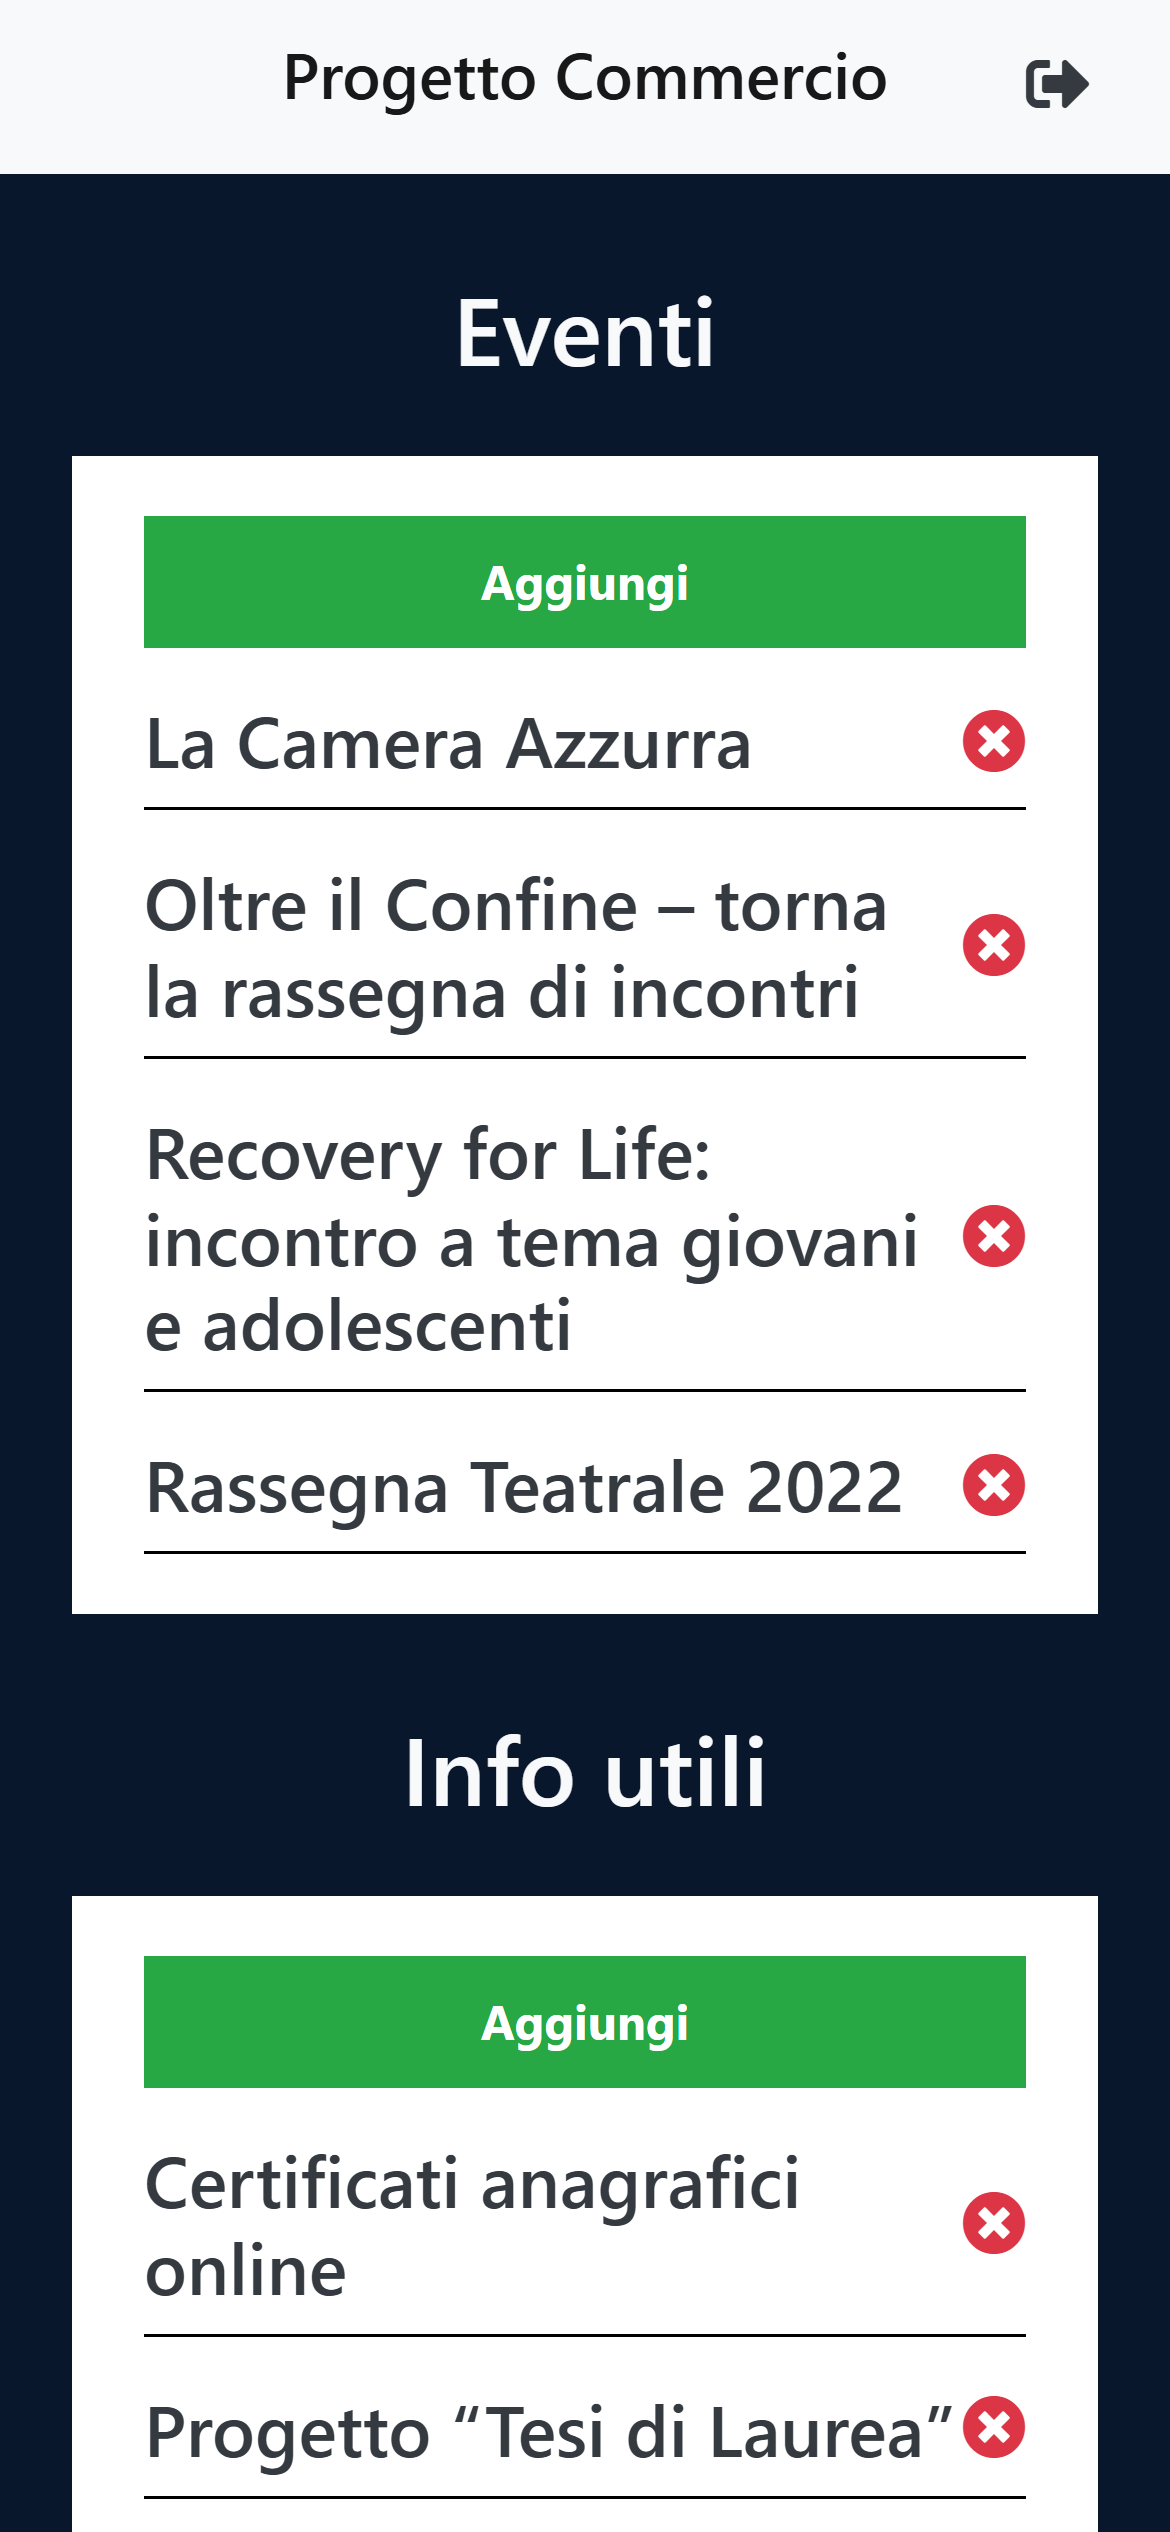 Progetto Commercio
Eventi
Aggiungi
La Camera Azzurra
Oltre il Confine – torna
la rassegna di incontri
Recovery for Life:
incontro a tema giovani
e adolescenti
Rassegna Teatrale 2022
Info utili
Aggiungi
Certificati anagrafici
online
Progetto “Tesi di Laurea”